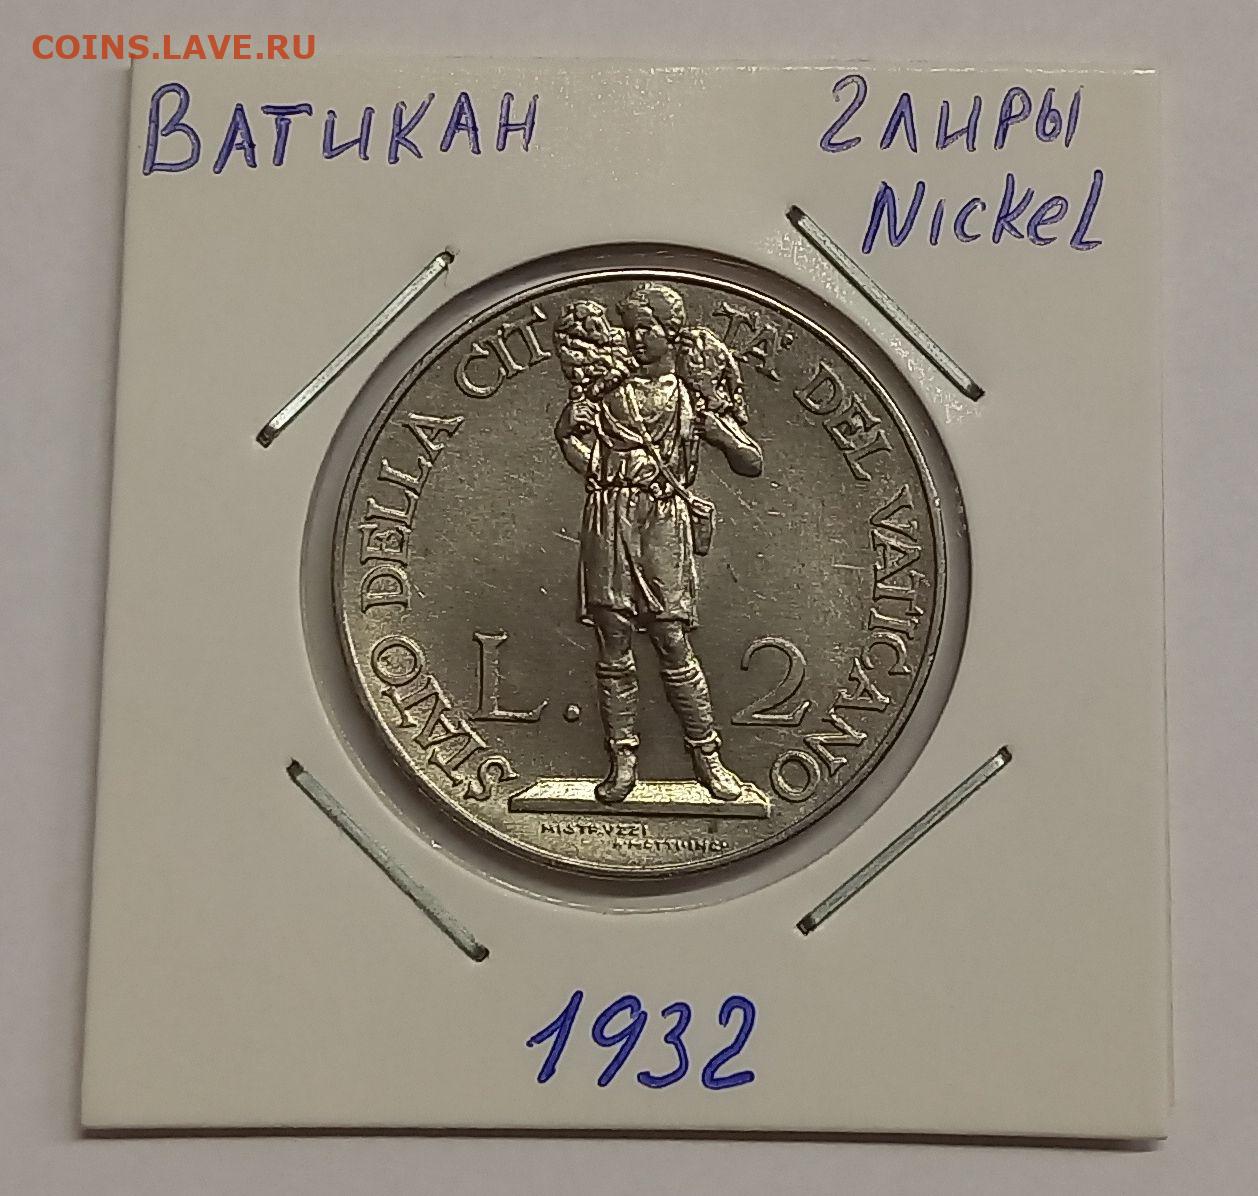 COINS.LAVE.RU
ВАТИКАН
2 ЛИРЫ
Nickel
STATO DELLA CITTA' DEL VATICANO
L. 2
MISTRUZZI
1932